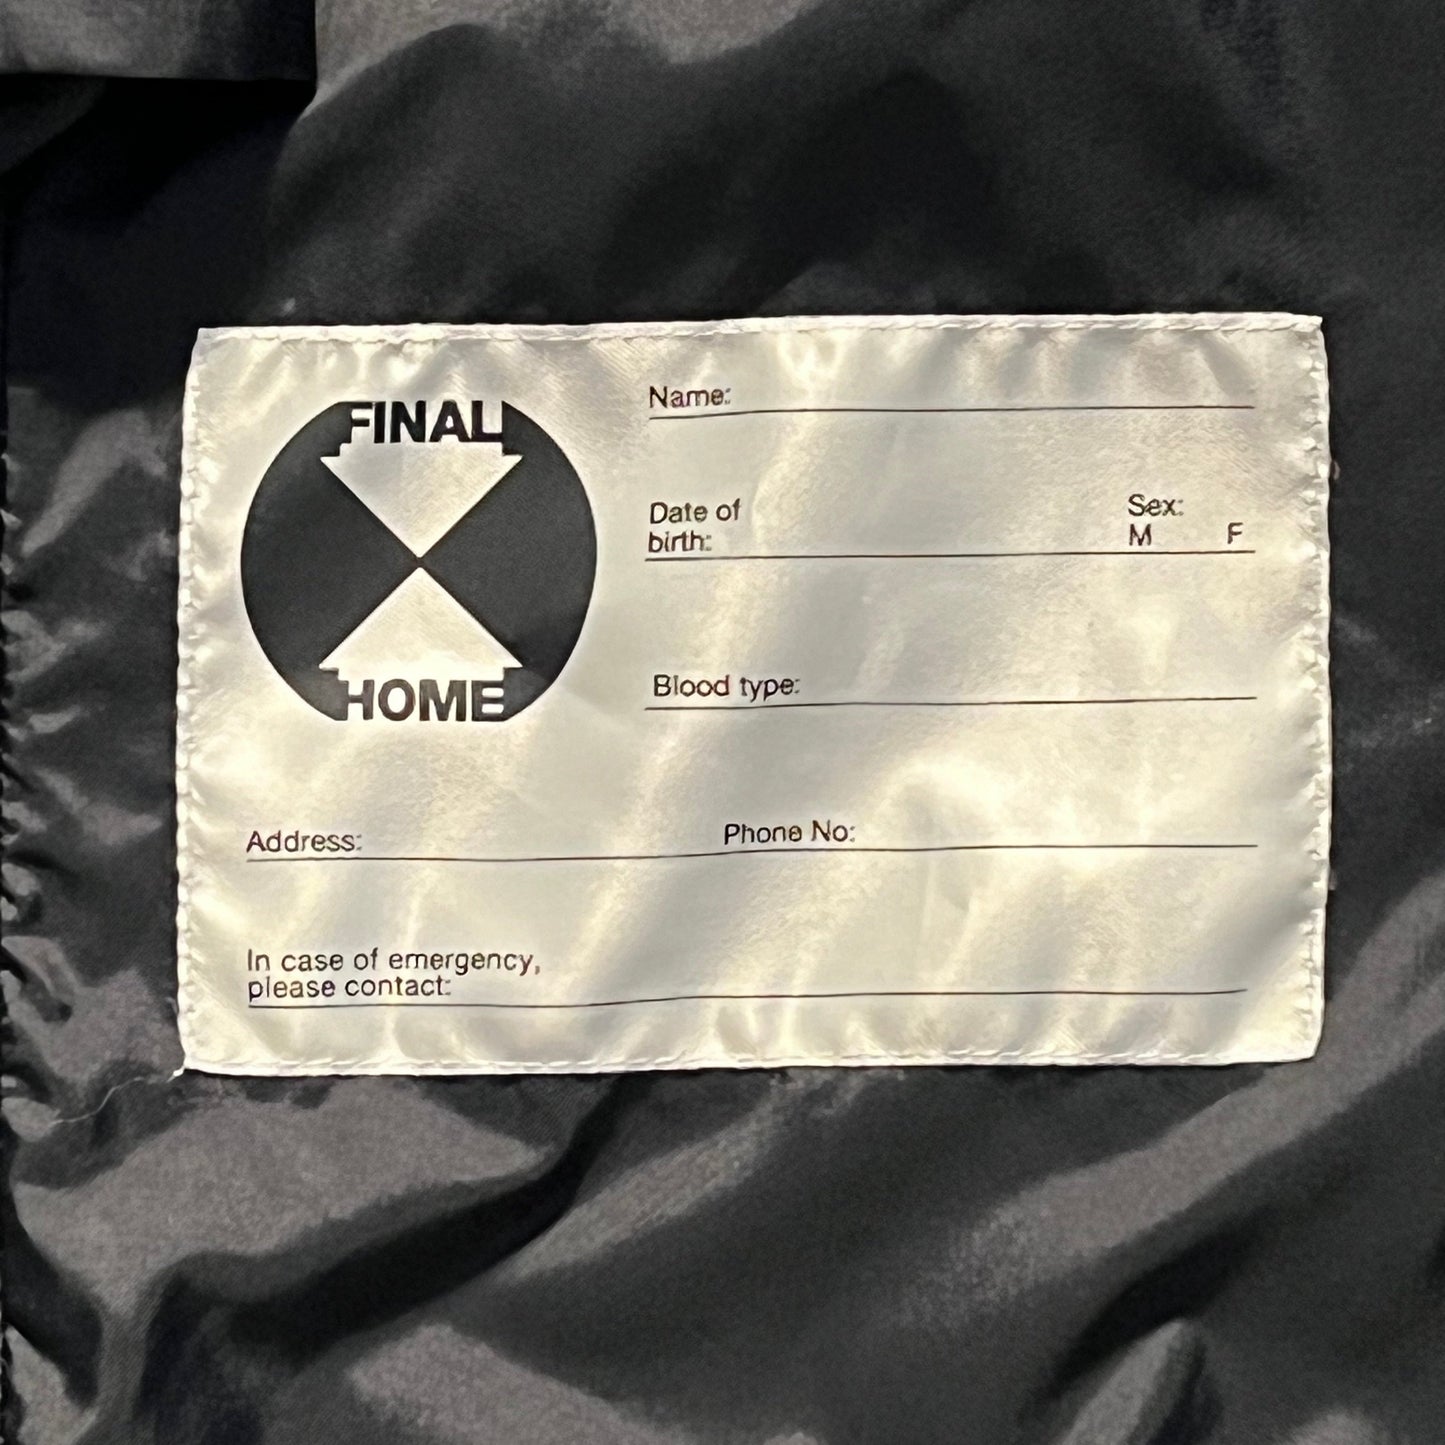 FINAL
HOME
Name:
Date of
birth:
Sex:
M F
Blood type:
Address:
Phone No:
In case of emergency,
please contact: